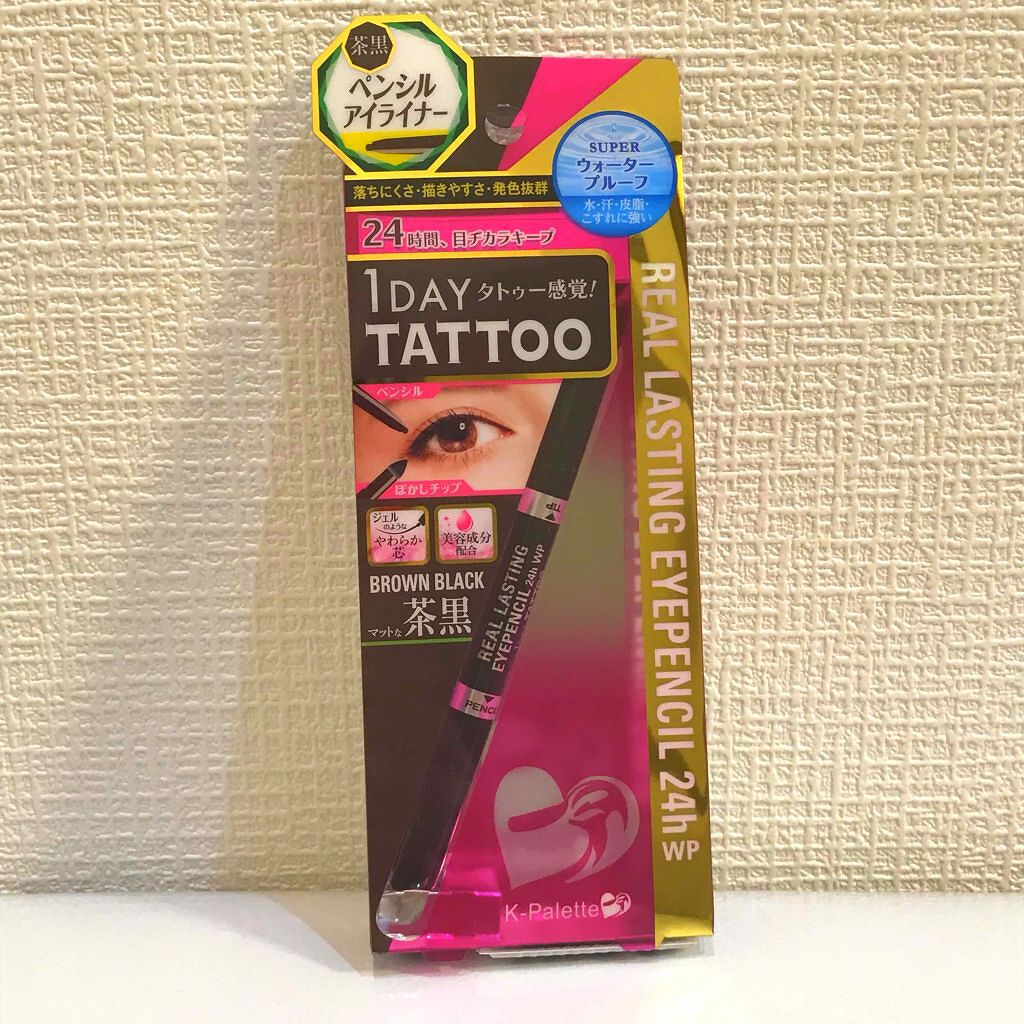 茶黒
ペンシル
アイライナー
SUPER
ウォーター
プルーフ
水・汗・皮脂・
こすれに強い
落ちにくさ・描きやすさ・発色抜群
24時間、目ヂカラキープ
1DAY タトゥー感覚!
TATTOO
ペンシル
ぼかしチップ
ジェル
のような
やわらか
芯
美容成分
配合
BROWN BLACK
マットな茶黒
TIP
REAL LASTING
EYEPENCIL 24h WP
PENCIL
K-Palette
REAL LASTING EYEPENCIL 24h WP